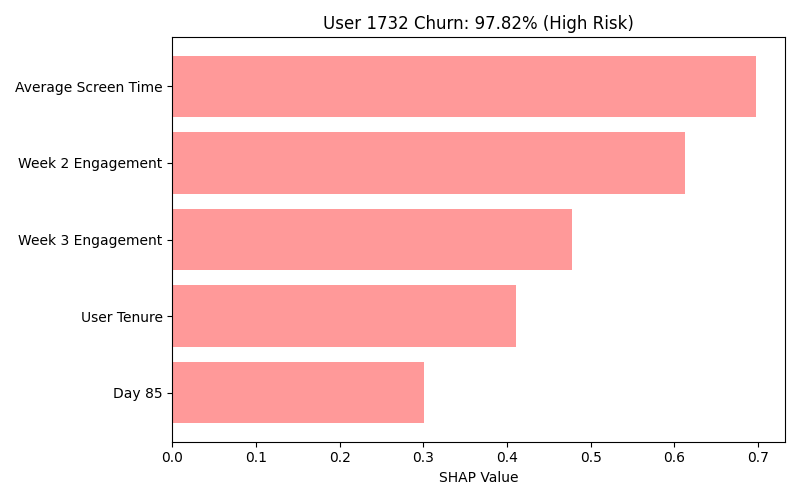 User 1732 Churn: 97.82% (High Risk)
Average Screen Time
Week 2 Engagement
Week 3 Engagement
User Tenure
Day 85
0.0 0.1 0.2 0.3 0.4 0.5 0.6 0.7
SHAP Value